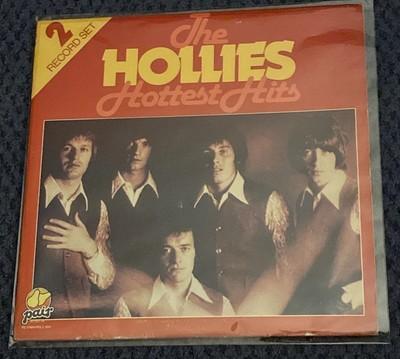 2
RECORD SET
The
HOLLIES
Hottest Hits
pair